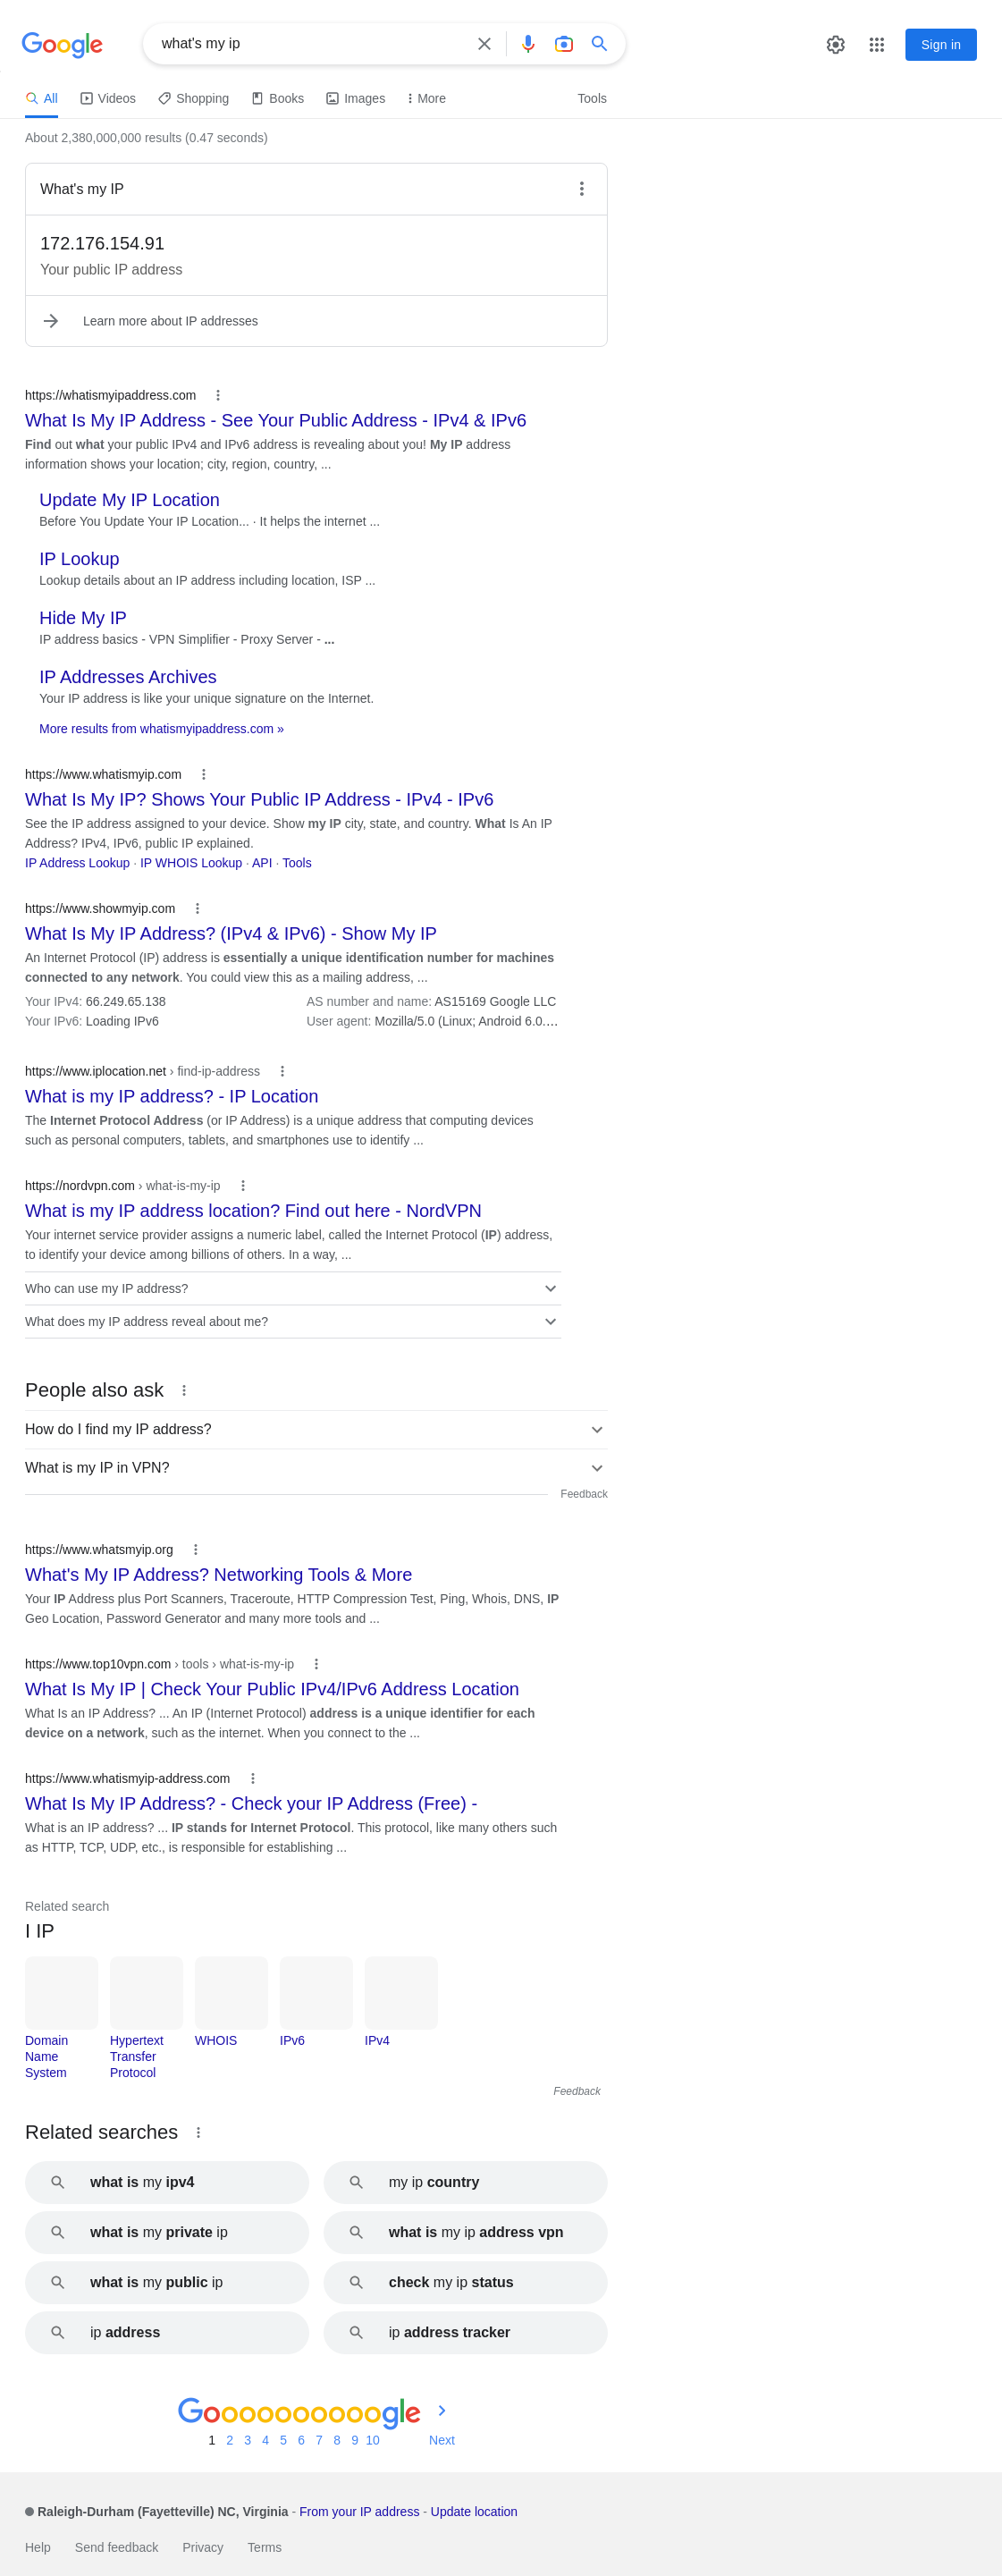 Google
what's my ip
Sign in
All
Videos
Shopping
Books
Images
More
Tools
About 2,380,000,000 results (0.47 seconds)
What's my IP
172.176.154.91
Your public IP address
Learn more about IP addresses
https://whatismyipaddress.com
What Is My IP Address - See Your Public Address - IPv4 & IPv6
Find out what your public IPv4 and IPv6 address is revealing about you! My IP address
information shows your location; city, region, country, ...
Update My IP Location
Before You Update Your IP Location... · It helps the internet ...
IP Lookup
Lookup details about an IP address including location, ISP ...
Hide My IP
IP address basics - VPN Simplifier - Proxy Server - ...
IP Addresses Archives
Your IP address is like your unique signature on the Internet.
More results from whatismyipaddress.com »
https://www.whatismyip.com
What Is My IP? Shows Your Public IP Address - IPv4 - IPv6
See the IP address assigned to your device. Show my IP city, state, and country. What Is An IP
Address? IPv4, IPv6, public IP explained.
IP Address Lookup · IP WHOIS Lookup · API · Tools
https://www.showmyip.com
What Is My IP Address? (IPv4 & IPv6) - Show My IP
An Internet Protocol (IP) address is essentially a unique identification number for machines
connected to any network. You could view this as a mailing address, ...
Your IPv4: 66.249.65.138
AS number and name: AS15169 Google LLC
Your IPv6: Loading IPv6
User agent: Mozilla/5.0 (Linux; Android 6.0....
https://www.iplocation.net › find-ip-address
What is my IP address? - IP Location
The Internet Protocol Address (or IP Address) is a unique address that computing devices
such as personal computers, tablets, and smartphones use to identify ...
https://nordvpn.com › what-is-my-ip
What is my IP address location? Find out here - NordVPN
Your internet service provider assigns a numeric label, called the Internet Protocol (IP) address,
to identify your device among billions of others. In a way, ...
Who can use my IP address?
What does my IP address reveal about me?
People also ask
How do I find my IP address?
What is my IP in VPN?
Feedback
https://www.whatsmyip.org
What's My IP Address? Networking Tools & More
Your IP Address plus Port Scanners, Traceroute, HTTP Compression Test, Ping, Whois, DNS, IP
Geo Location, Password Generator and many more tools and ...
https://www.top10vpn.com › tools › what-is-my-ip
What Is My IP | Check Your Public IPv4/IPv6 Address Location
What Is an IP Address? ... An IP (Internet Protocol) address is a unique identifier for each
device on a network, such as the internet. When you connect to the ...
https://www.whatismyip-address.com
What Is My IP Address? - Check your IP Address (Free) -
What is an IP address? ... IP stands for Internet Protocol. This protocol, like many others such
as HTTP, TCP, UDP, etc., is responsible for establishing ...
Related search
I IP
Domain
Name
System
Hypertext
Transfer
Protocol
WHOIS
IPv6
IPv4
Feedback
Related searches
what is my ipv4
my ip country
what is my private ip
what is my ip address vpn
what is my public ip
check my ip status
ip address
ip address tracker
Goooooooooogle
1 2 3 4 5 6 7 8 9 10 Next
Raleigh-Durham (Fayetteville) NC, Virginia - From your IP address - Update location
Help Send feedback Privacy Terms